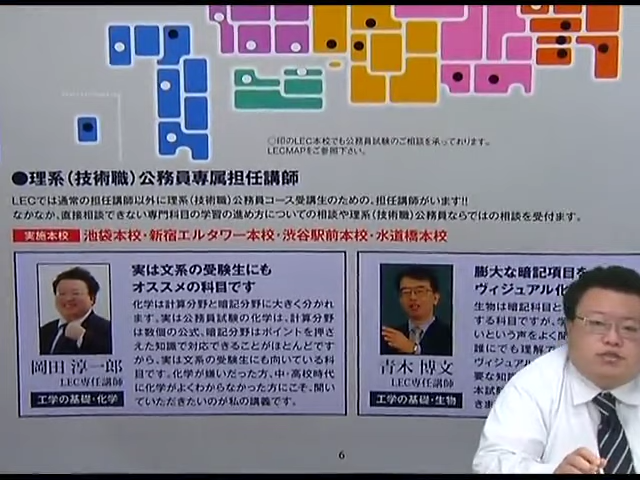 ○印のLEC本校でも公務員試験のご相談を承っております。
LECMAPをご参照下さい。
●理系(技術職)公務員専属担任講師
LECでは通常の担任講師以外に理系(技術職)公務員コース受講生のための、担任講師がいます!!
なかなか、直接相談できない専門科目の学習の進め方についての相談や理系(技術職)公務員ならではの相談を受付ます。
実施本校 池袋本校・新宿エルタワー本校・渋谷駅前本校・水道橋本校
実は文系の受験生にも
オススメの科目です
化学は計算分野と暗記分野に大きく分かれ
ます。実は公務員試験の化学は、計算分野
は数個の公式、暗記分野はポイントを押さ
えた知識で対応できることがほとんどです
から、実は文系の受験生にも向いている科
目です。化学が嫌いだった方、中・高校時代
に化学がよくわからなかった方にこそ、聞い
ていただきたいのが私の講義です。
岡田 淳一郎
LEC専任講師
工学の基礎・化学
膨大な暗記項目を
ヴィジュアル化
生物は暗記科目と
する科目ですが、
いという声をよく聞
誰にでも理解で
ヴィジュア
要な知
本試
きま
青木 博文
LEC専任講師
工学の基礎・生物
6